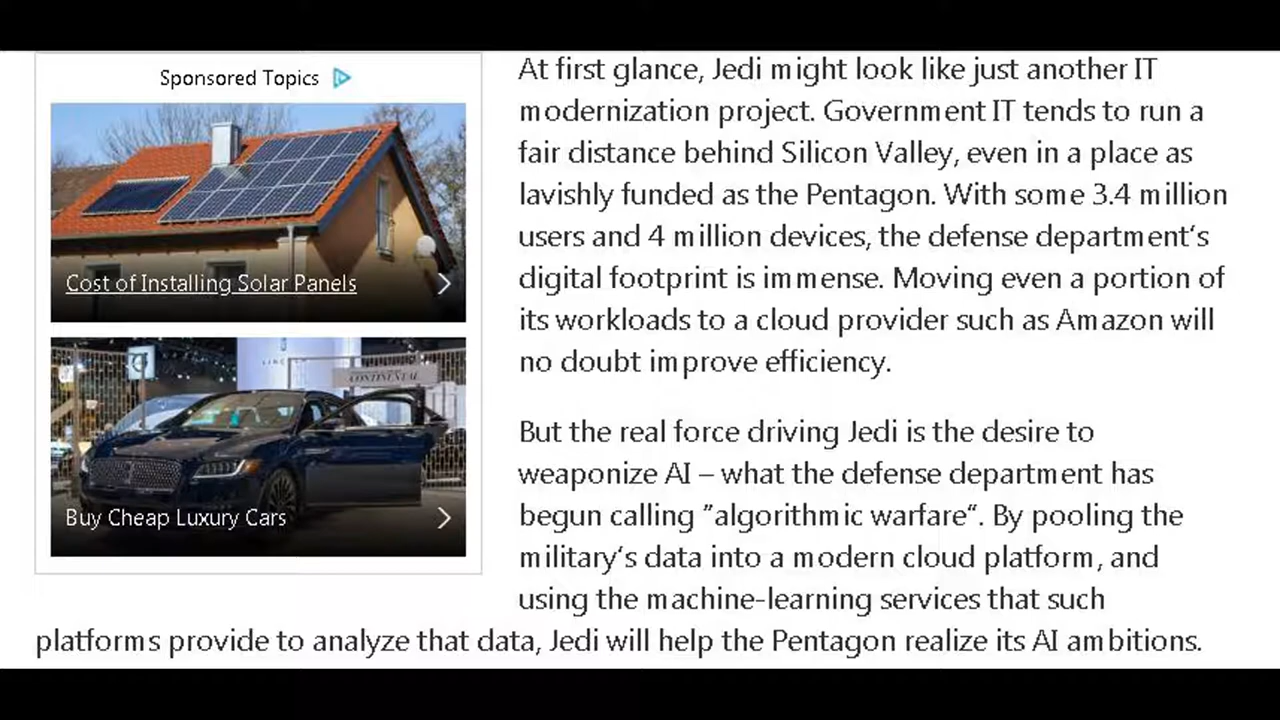 Sponsored Topics
Cost of Installing Solar Panels
CONTINENTAL
Buy Cheap Luxury Cars
At first glance, Jedi might look like just another IT
modernization project. Government IT tends to run a
fair distance behind Silicon Valley, even in a place as
lavishly funded as the Pentagon. With some 3.4 million
users and 4 million devices, the defense department's
digital footprint is immense. Moving even a portion of
its workloads to a cloud provider such as Amazon will
no doubt improve efficiency.
But the real force driving Jedi is the desire to
weaponize AI – what the defense department has
begun calling "algorithmic warfare". By pooling the
military's data into a modern cloud platform, and
using the machine-learning services that such
platforms provide to analyze that data, Jedi will help the Pentagon realize its AI ambitions.